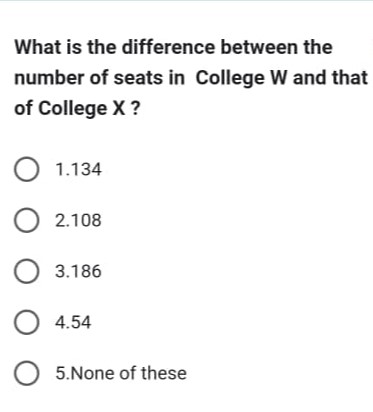 What is the difference between the
number of seats in College W and that
of College X ?
1.134
2.108
3.186
4.54
5.None of these